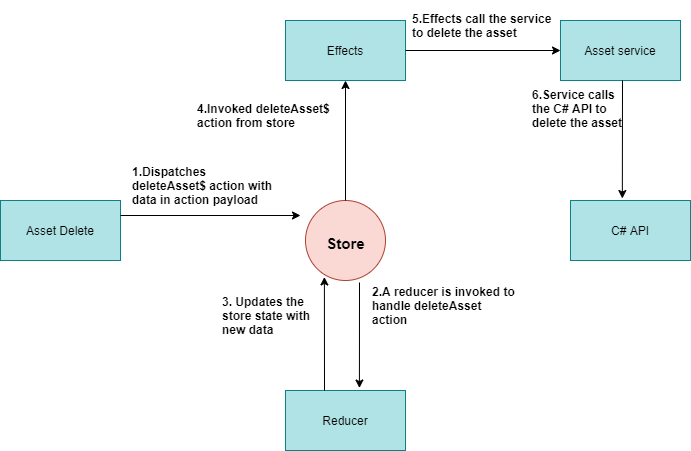 5.Effects call the service
to delete the asset
Effects
Asset service
4.Invoked deleteAsset$
action from store
6.Service calls
the C# API to
delete the asset
1.Dispatches
deleteAsset$ action with
data in action payload
Asset Delete
Store
C# API
3. Updates the
store state with
new data
2.A reducer is invoked to
handle deleteAsset
action
Reducer